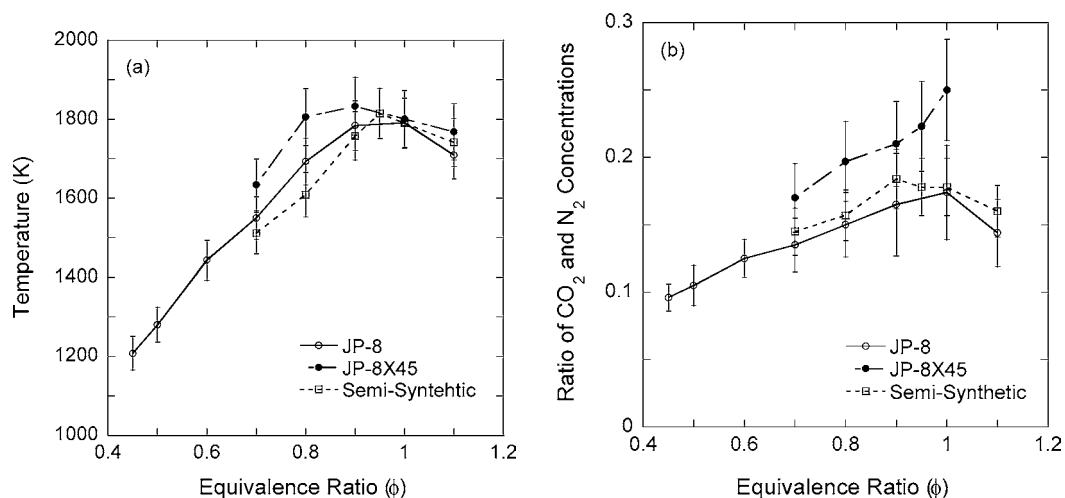 (a)
Temperature (K)
2000
1800
1600
1400
1200
1000
0.4
0.6
0.8
1
1.2
Equivalence Ratio (ϕ)
JP-8
JP-8X45
Semi-Syntehtic
(b)
Ratio of CO2 and N2 Concentrations
0.3
0.2
0.1
0
0.4
0.6
0.8
1
1.2
Equivalence Ratio (ϕ)
JP-8
JP-8X45
Semi-Synthetic